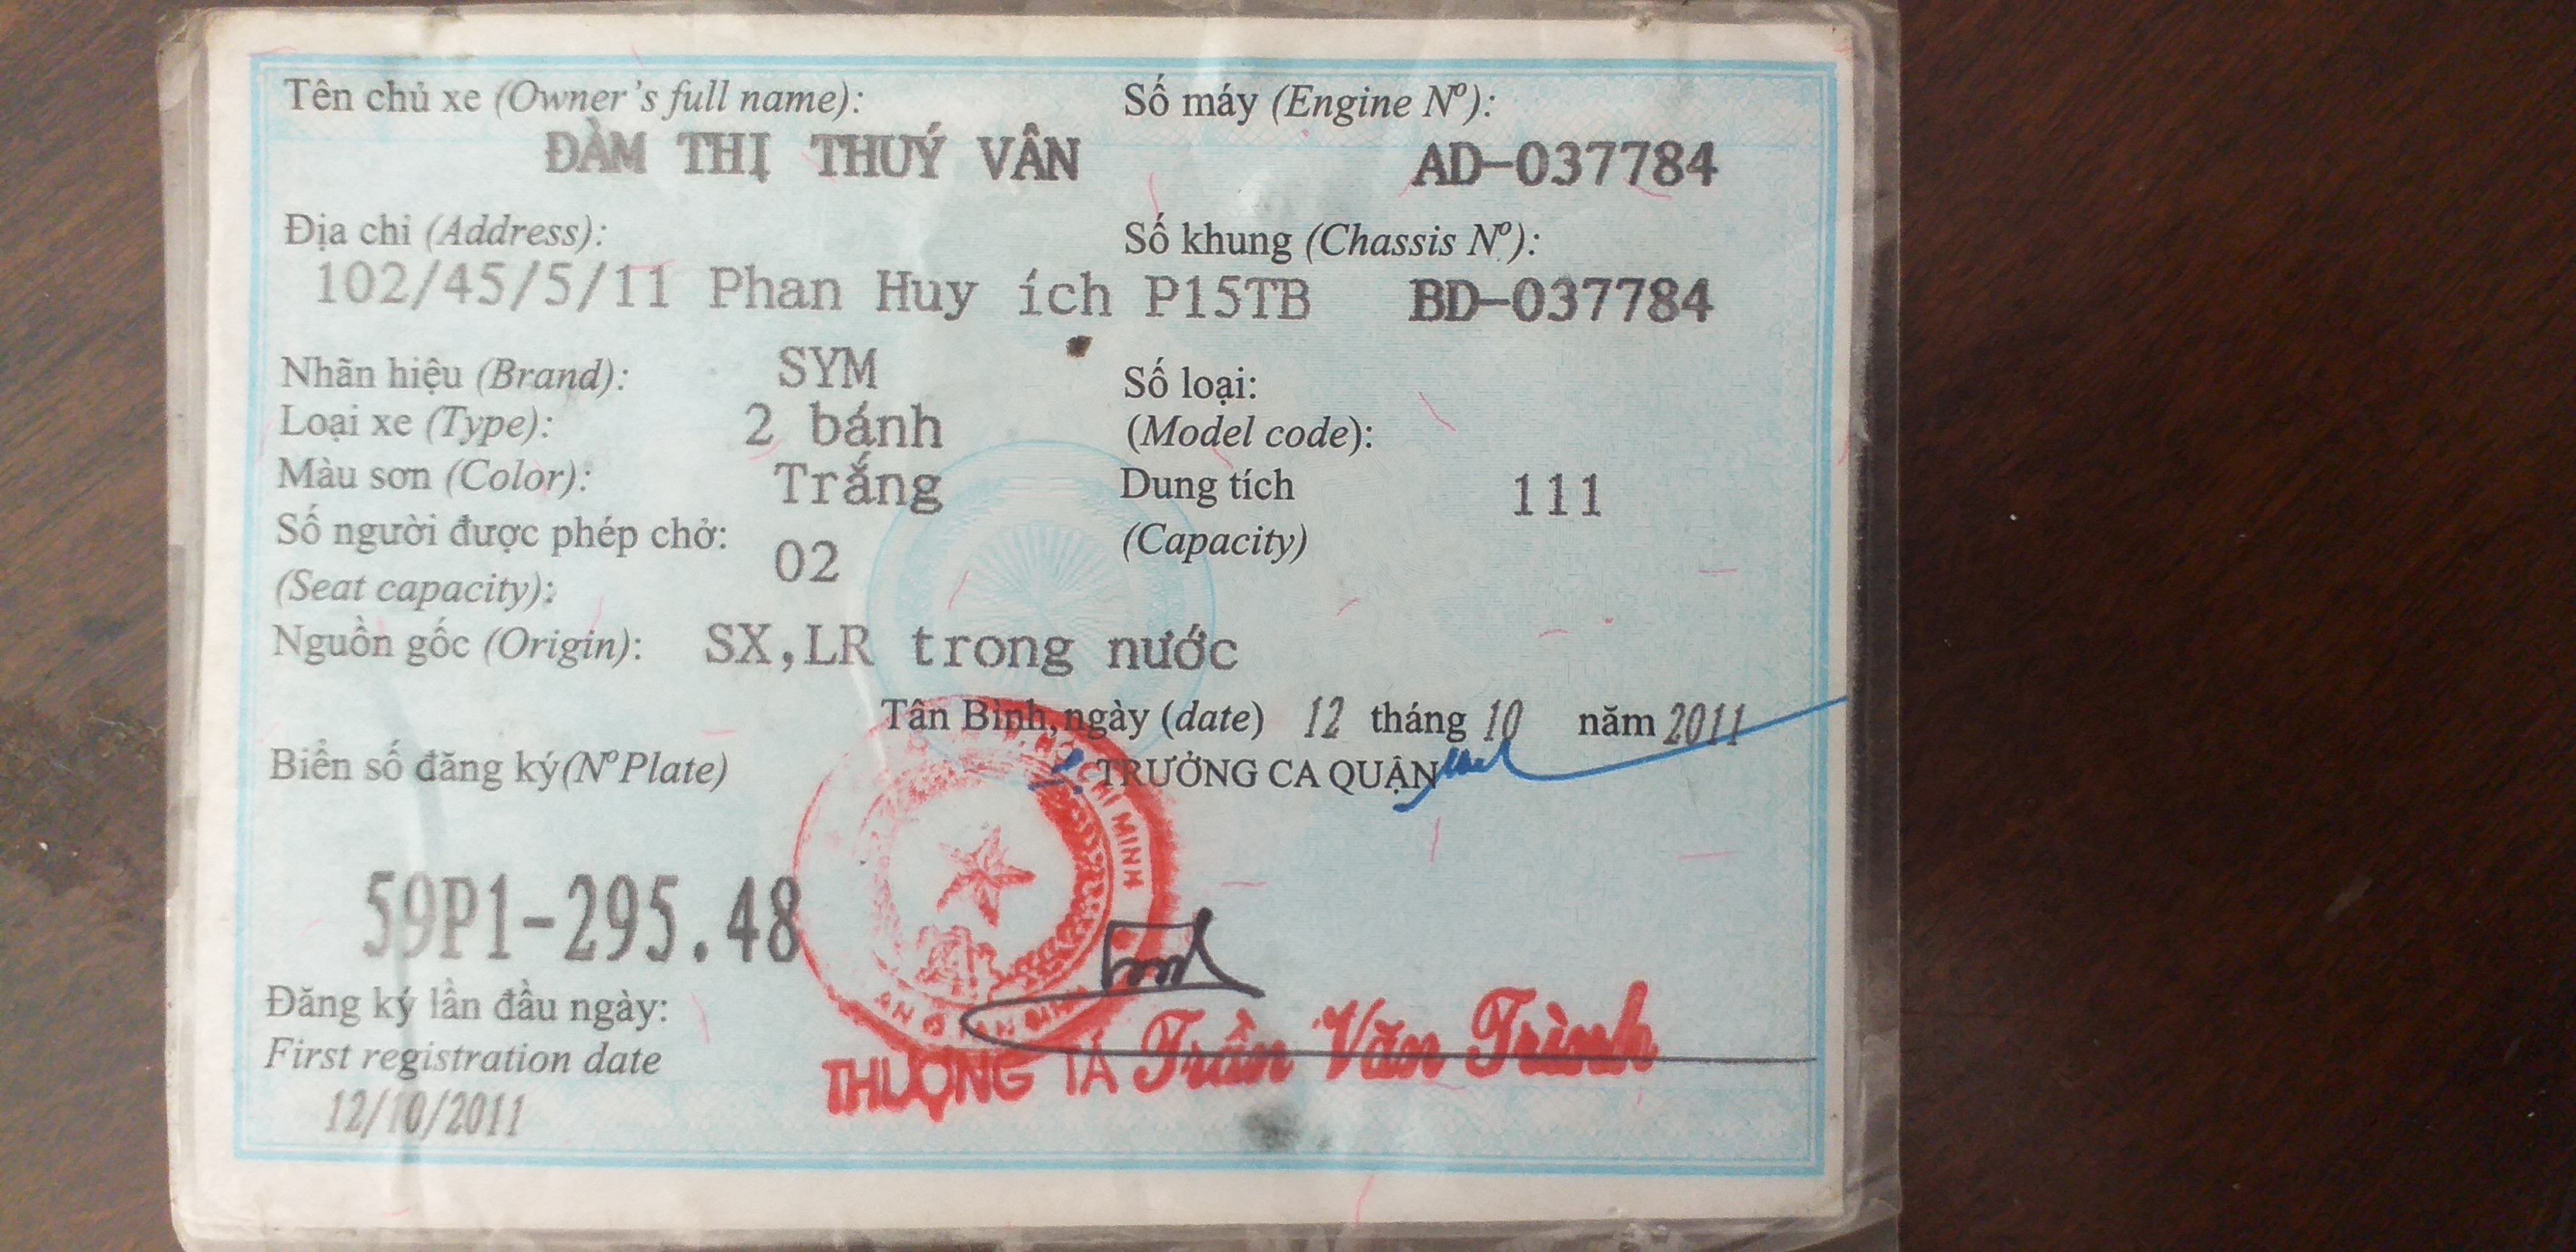 Tên chủ xe (Owner's full name):
ĐÀM THỊ THUÝ VÂN
Địa chỉ (Address):
102/45/5/11 Phan Huy ích P15TB
Nhãn hiệu (Brand): SYM
Loại xe (Type): 2 bánh
Màu sơn (Color): Trắng
Số người được phép chở: 02
(Seat capacity):
Nguồn gốc (Origin): SX,LR trong nước
Số máy (Engine Nº):
AD-037784
Số khung (Chassis Nº):
BD-037784
Số loại:
(Model code):
Dung tích 111
(Capacity)
Biển số đăng ký(Nº Plate)
59P1-295.48
Đăng ký lần đầu ngày:
First registration date
12/10/2011
Tân Bình, ngày (date) 12 tháng 10 năm 2011
TRƯỞNG CA QUẬN
MINH
THƯỢNG TÁ Trần Văn Trình